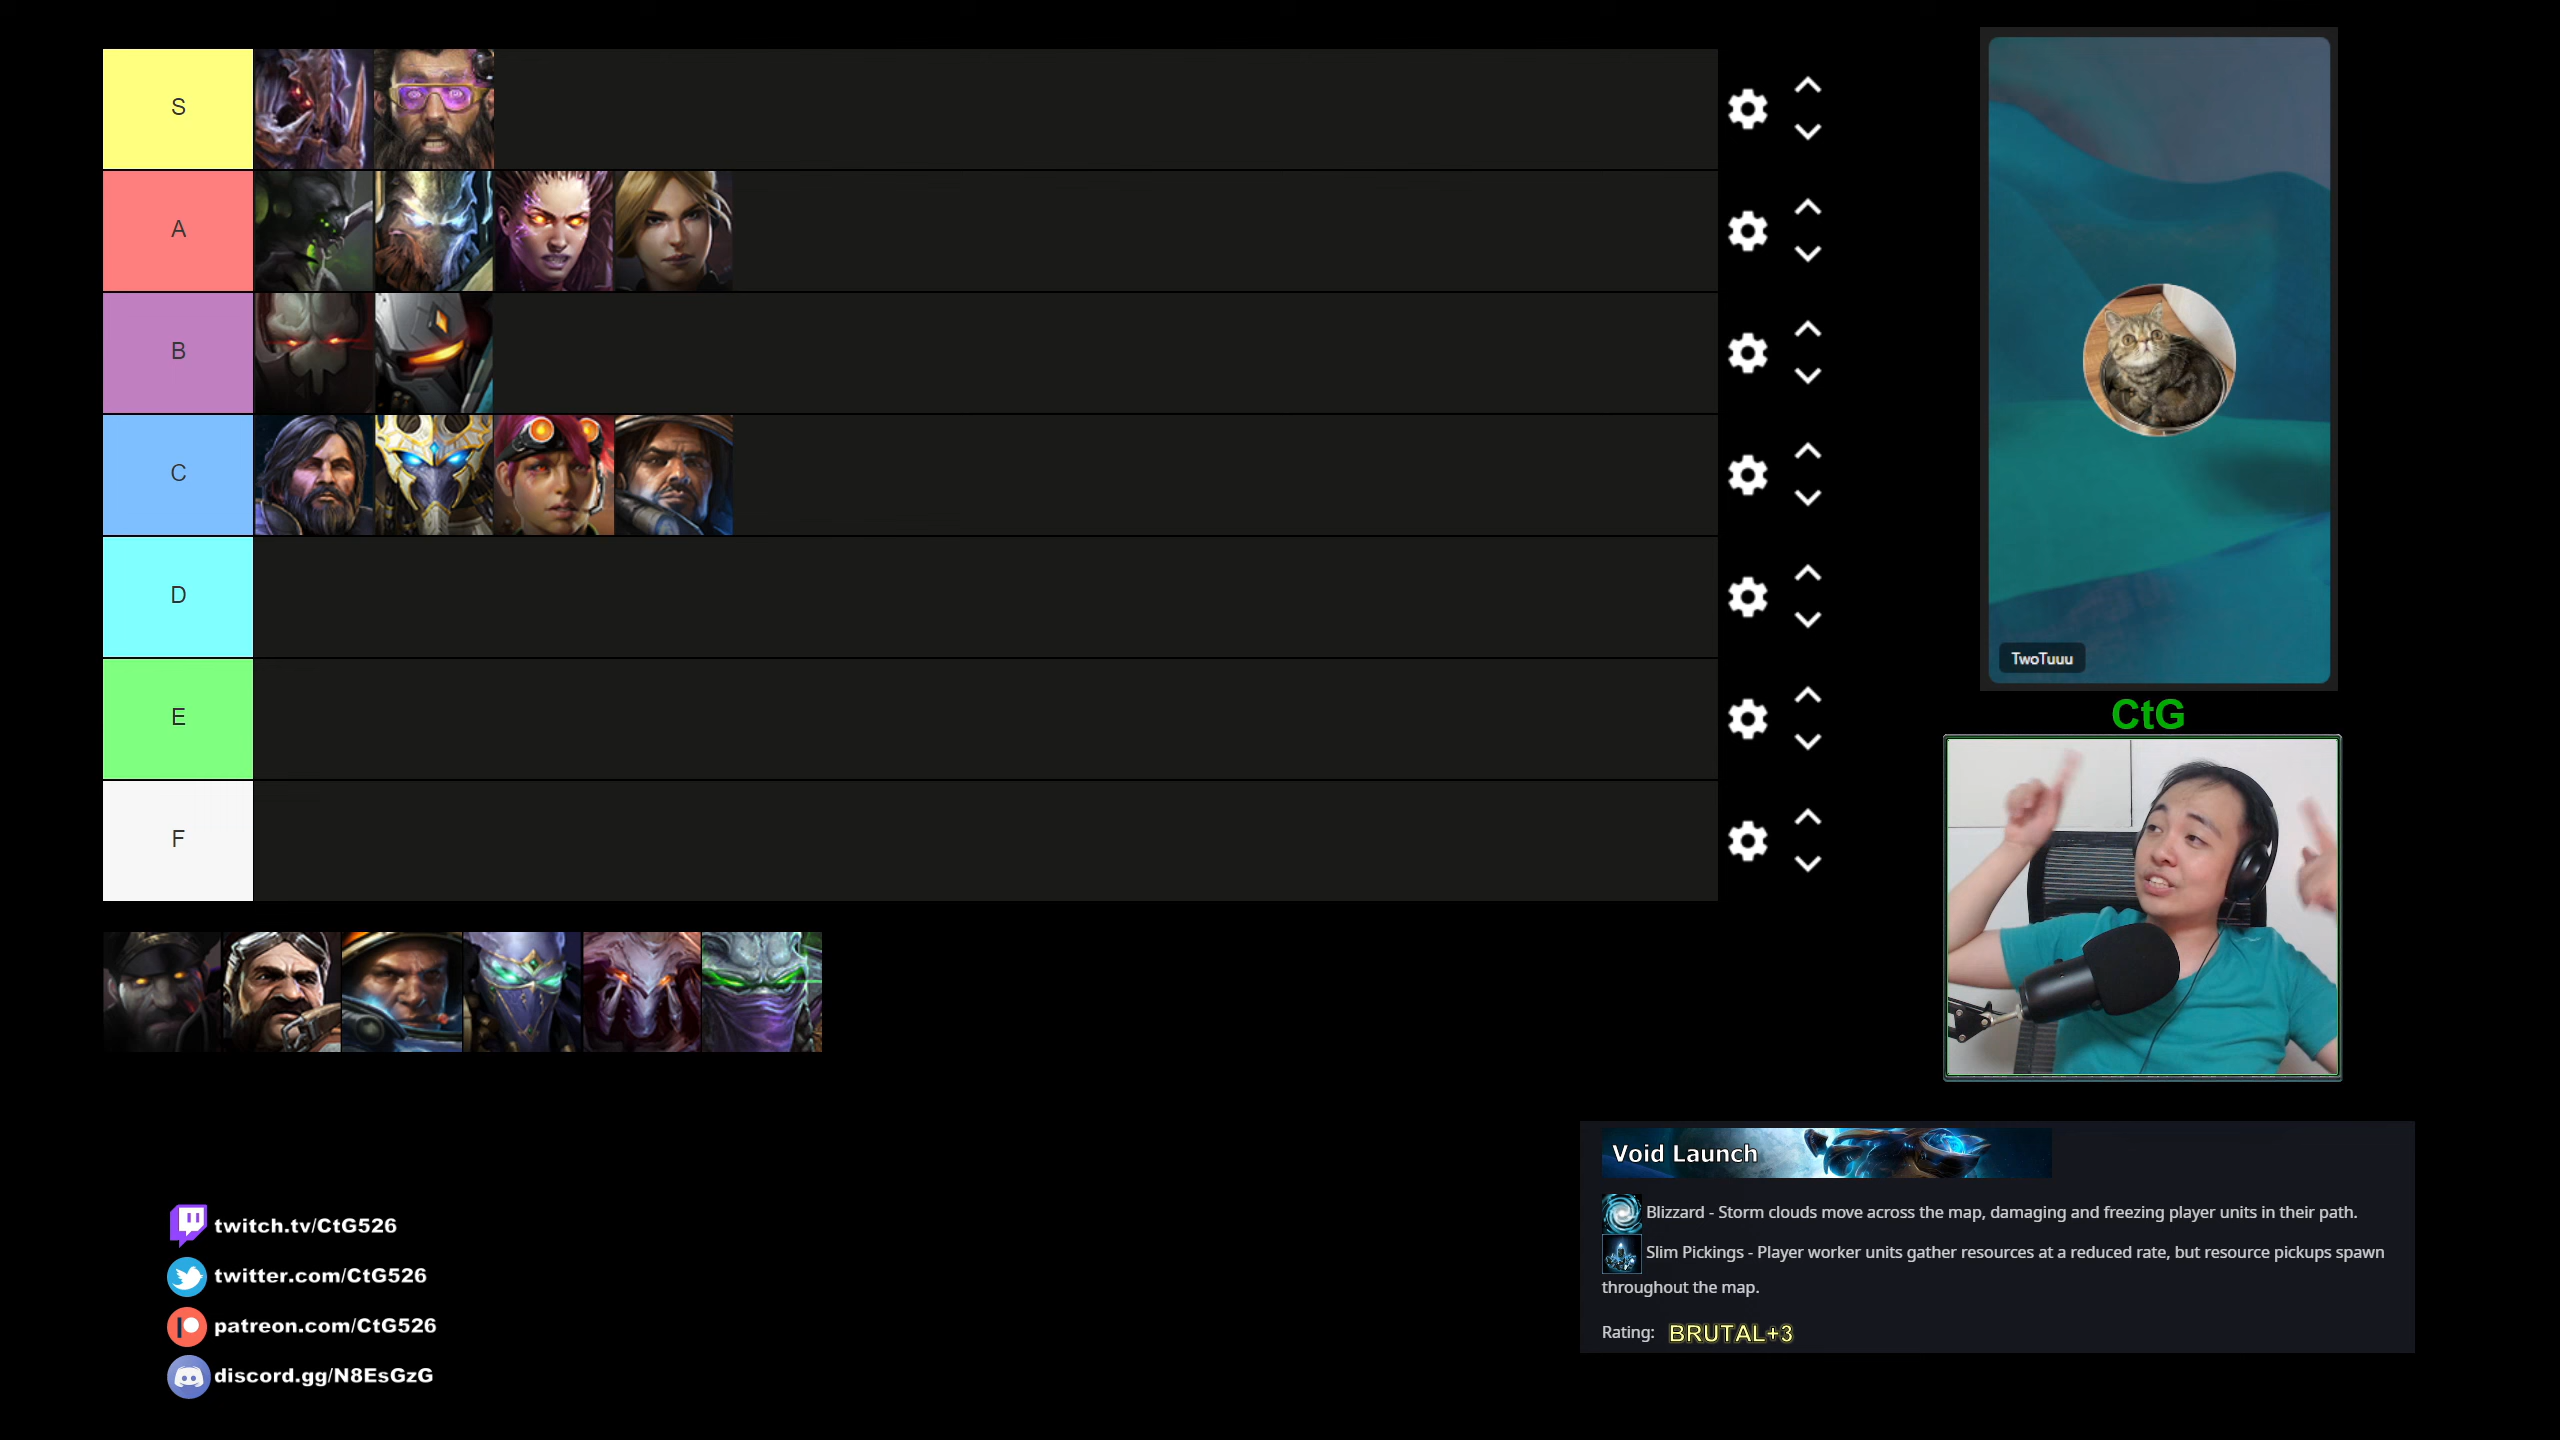 S
A
B
C
D
E
F
TwoTuuu
CtG
twitch.tv/CtG526
twitter.com/CtG526
patreon.com/CtG526
discord.gg/N8EsGzG
Void Launch
Blizzard - Storm clouds move across the map, damaging and freezing player units in their path.
Slim Pickings - Player worker units gather resources at a reduced rate, but resource pickups spawn
throughout the map.
Rating: BRUTAL+3